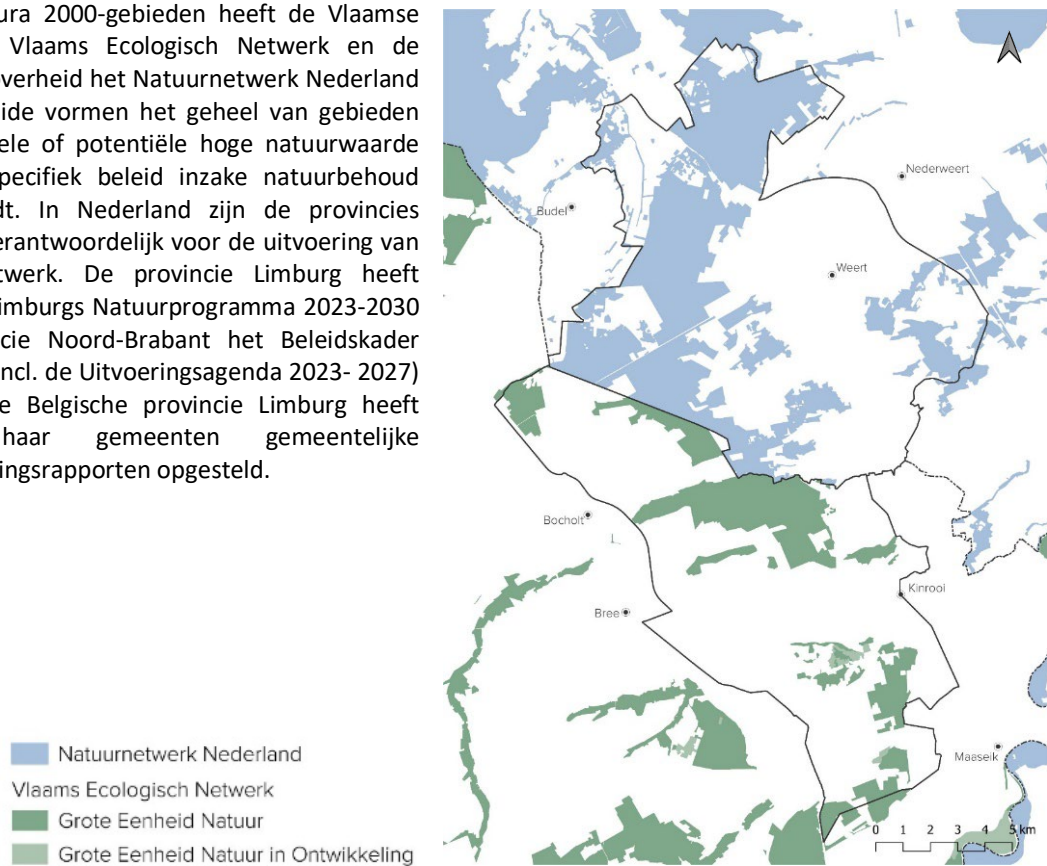 ura 2000-gebieden heeft de Vlaamse
Vlaams Ecologisch Netwerk en de
overheid het Natuurnetwerk Nederland
ide vormen het geheel van gebieden
ele of potentiële hoge natuurwaarde
pecifiek beleid inzake natuurbehoud
dt. In Nederland zijn de provincies
erantwoordelijk voor de uitvoering van
twerk. De provincie Limburg heeft
imburgs Natuurprogramma 2023-2030
cie Noord-Brabant het Beleidskader
incl. de Uitvoeringsagenda 2023- 2027)
e Belgische provincie Limburg heeft
haar gemeenten gemeentelijke
ingsrapporten opgesteld.
Nederweert
Budel
Weert
Bocholt
Kinrooi
Bree
Maaseik
0 1 2 3 4 5 km
Natuurnetwerk Nederland
Vlaams Ecologisch Netwerk
Grote Eenheid Natuur
Grote Eenheid Natuur in Ontwikkeling